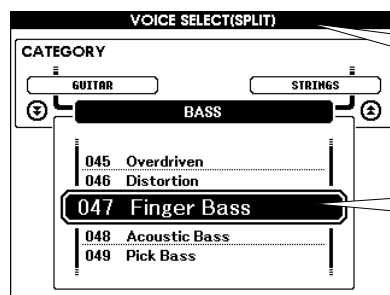 VOICE SELECT(SPLIT)
CATEGORY
GUITAR STRINGS
BASS
045 Overdriven
046 Distortion
047 Finger Bass
048 Acoustic Bass
049 Pick Bass